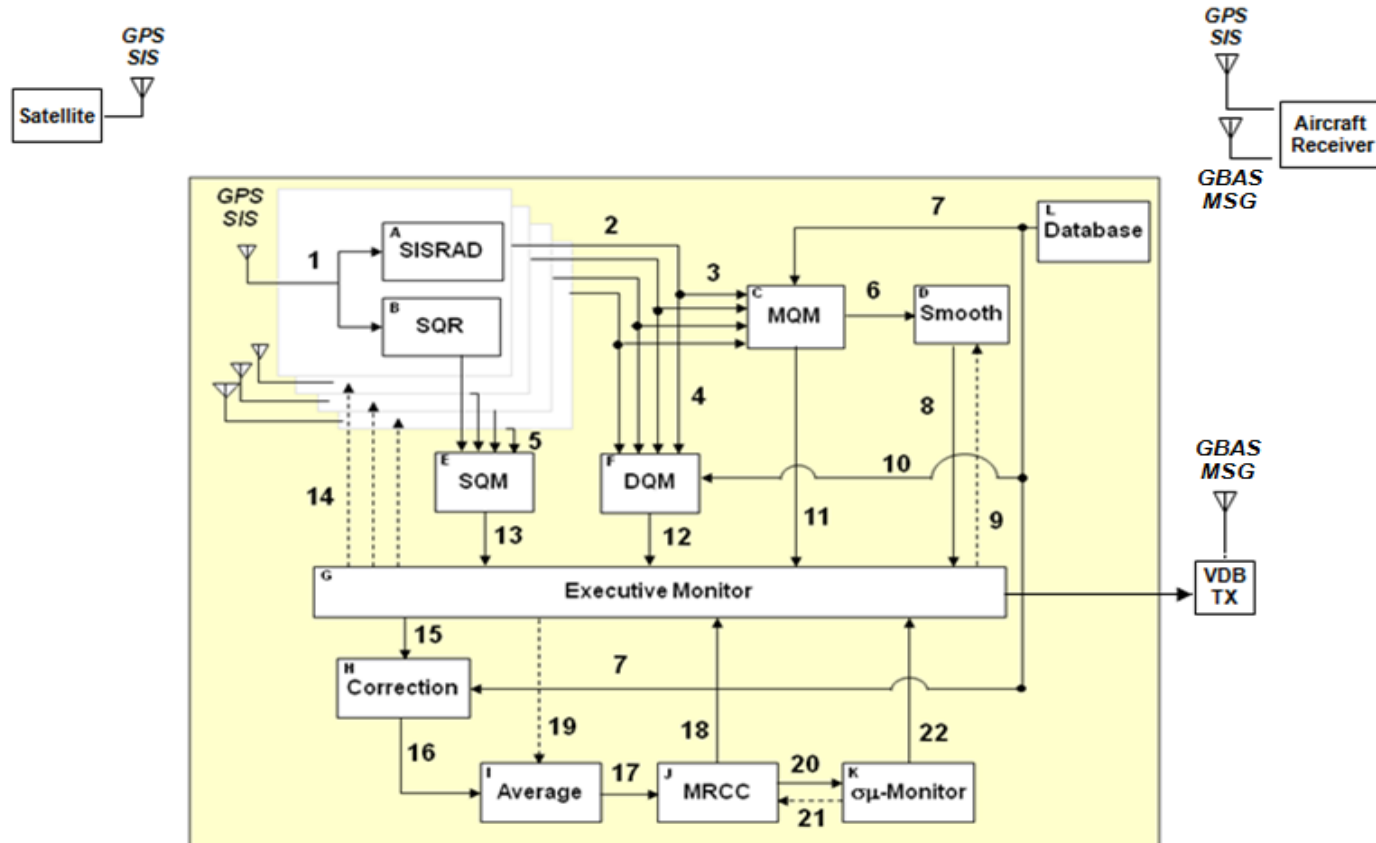 GPS
SIS
Satellite
GPS
SIS
Aircraft
Receiver
GBAS
MSG
GPS
SIS
1
A
SISRAD
B
SQR
2
3
4
5
C
MQM
6
D
Smooth
7
L
Database
E
SQM
F
DQM
8
9
10
11
12
13
14
G
Executive Monitor
GBAS
MSG
VDB
TX
15
H
Correction
7
16
19
18
22
I
Average
17
J
MRCC
20
21
K
σμ-Monitor